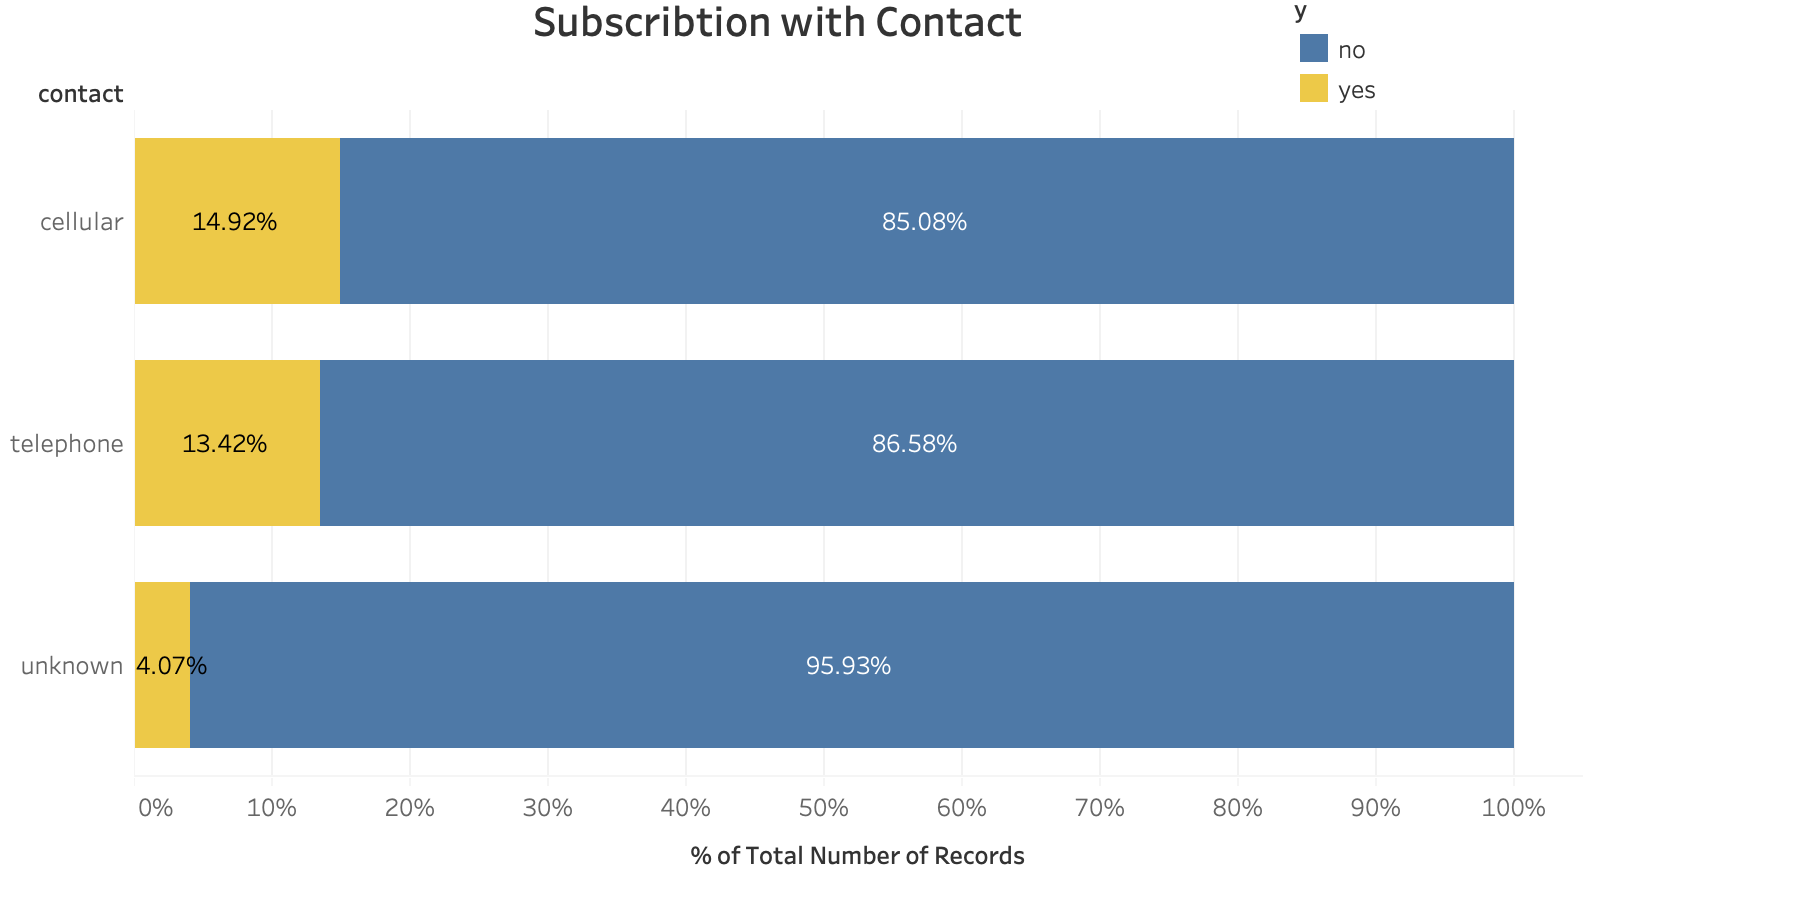 Subscribtion with Contact
y
no
yes
contact
cellular
14.92%
85.08%
telephone
13.42%
86.58%
unknown
4.07%
95.93%
0% 10% 20% 30% 40% 50% 60% 70% 80% 90% 100%
% of Total Number of Records